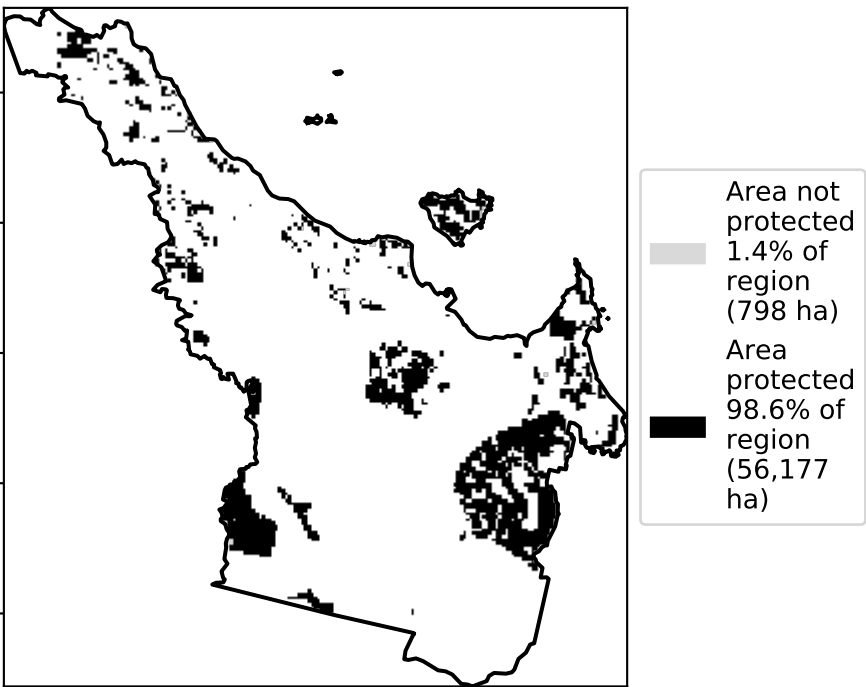 Area not
protected
1.4% of
region
(798 ha)
Area
protected
98.6% of
region
(56,177
ha)